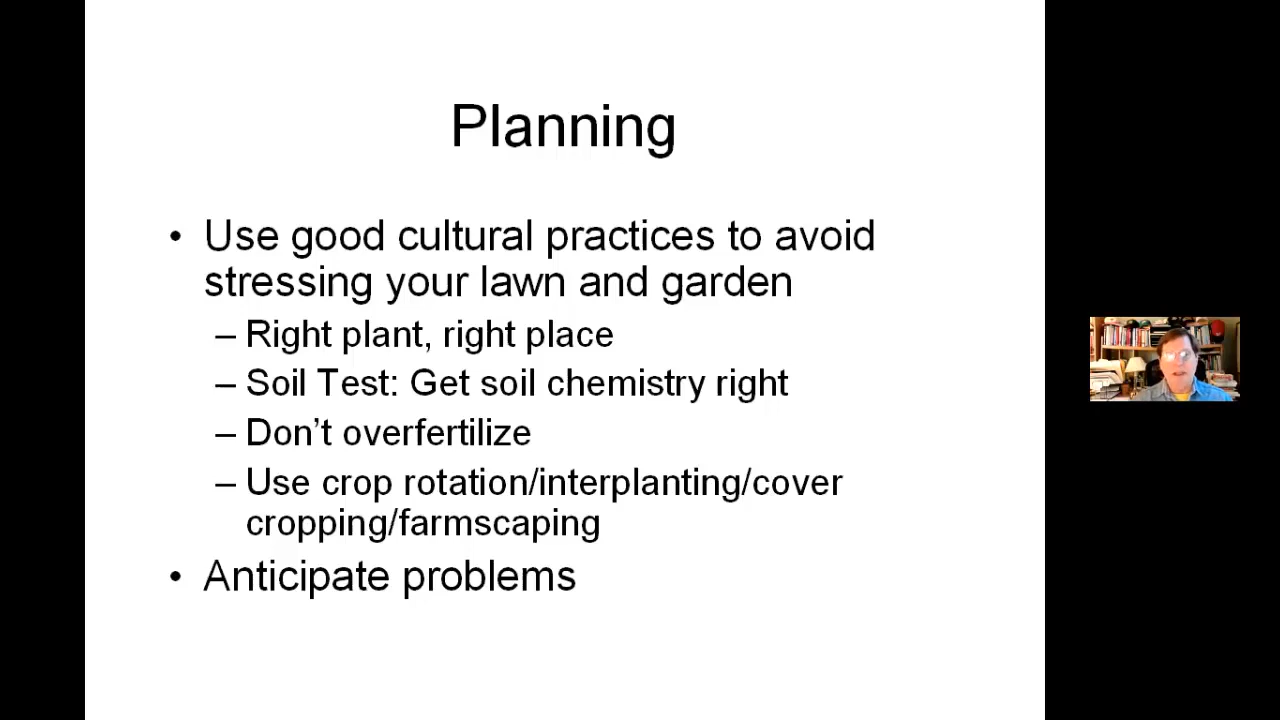 Planning
• Use good cultural practices to avoid
stressing your lawn and garden
– Right plant, right place
– Soil Test: Get soil chemistry right
– Don’t overfertilize
– Use crop rotation/interplanting/cover
cropping/farmscaping
• Anticipate problems